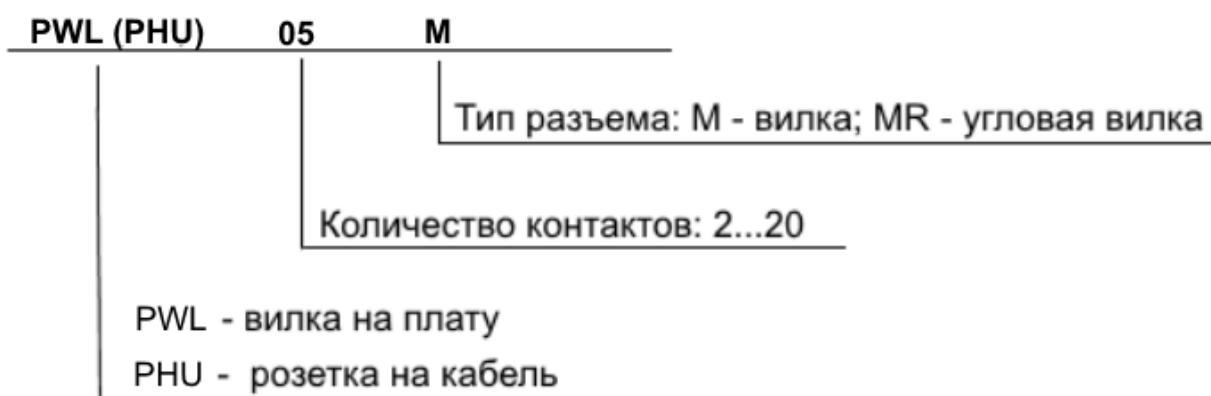 PWL (PHU) 05 M
Тип разъема: M - вилка; MR - угловая вилка
Количество контактов: 2...20
PWL - вилка на плату
PHU - розетка на кабель